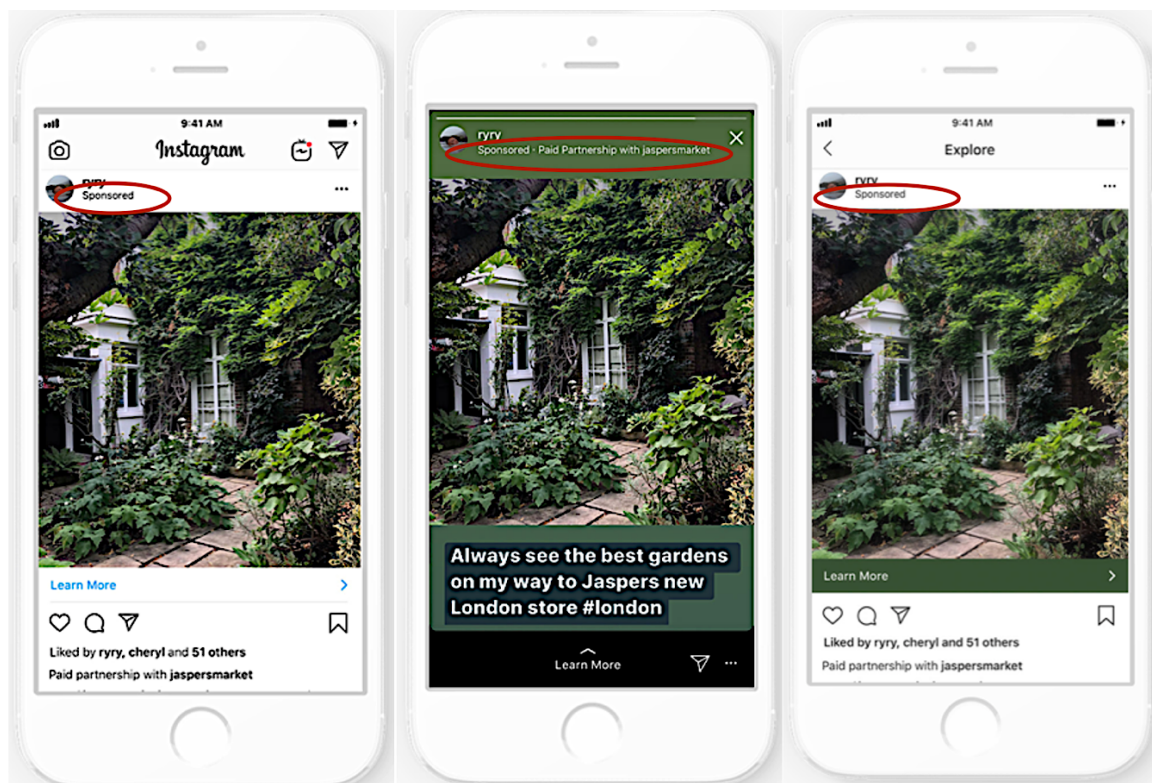 9:41 AM
Instagram
ryry
Sponsored
Learn More
Liked by ryry, cheryl and 51 others
Paid partnership with jaspersmarket
ryry
Sponsored · Paid Partnership with jaspersmarket
Always see the best gardens
on my way to Jaspers new
London store #london
Learn More
9:41 AM
Explore
ryry
Sponsored
Learn More
Liked by ryry, cheryl and 51 others
Paid partnership with jaspersmarket